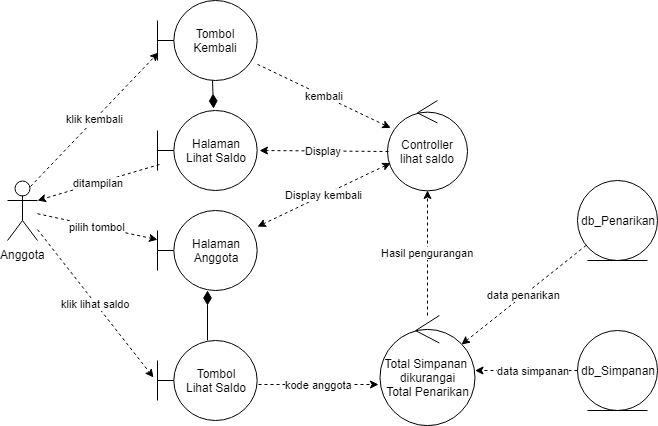 Tombol
Kembali
kembali
klik kembali
Halaman
Lihat Saldo
Display
Controller
lihat saldo
ditampilan
Display kembali
Anggota
pilih tombol
Halaman
Anggota
db_Penarikan
Hasil pengurangan
klik lihat saldo
data penarikan
Tombol
Lihat Saldo
kode anggota
Total Simpanan
dikurangai
Total Penarikan
data simpanan
db_Simpanan